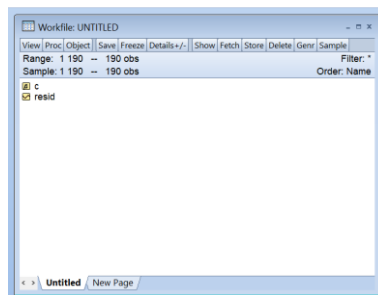 Workfile: UNTITLED
View Proc Object Save Freeze Details+/- Show Fetch Store Delete Genr Sample
Range: 1 190 -- 190 obs Filter: *
Sample: 1 190 -- 190 obs Order: Name
c
resid
Untitled New Page